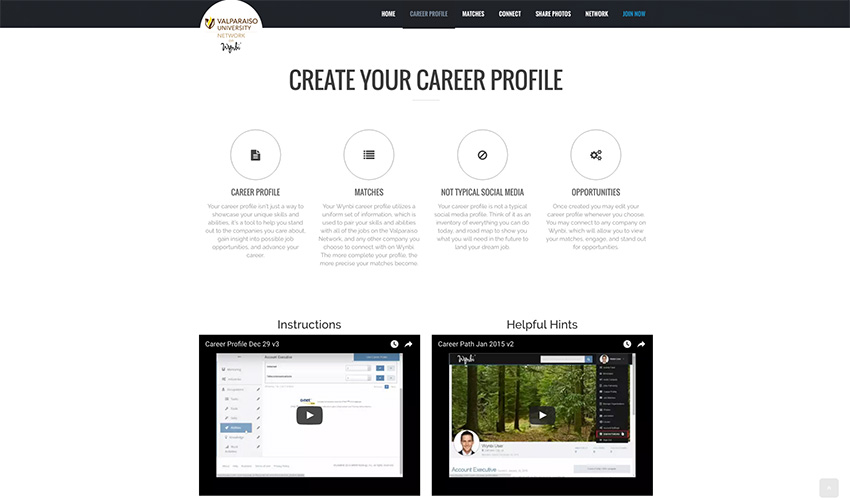 VALPARAISO
UNIVERSITY
NETWORK
Wynbi
HOME CAREER PROFILE MATCHES CONNECT SHARE PHOTOS NETWORK JOIN NOW
CREATE YOUR CAREER PROFILE
CAREER PROFILE
Your career profile isn't just a way to
showcase your unique skills and
abilities, it's a tool to help you stand
out to the companies you care about,
gain insight into possible job
opportunities, and advance your
career.
MATCHES
Your Wynbi career profile utilizes a
uniform set of information, which is
used to pair your skills and abilities
with all of the jobs on the Valparaiso
Network, and any other company you
choose to connect with on Wynbi.
The more complete your profile, the
more precise your matches become.
NOT TYPICAL SOCIAL MEDIA
Your career profile is not a typical
social media profile. Think of it as an
inventory of everything you can do
today, and road map to show you
what you will need in the future to
land your dream job.
OPPORTUNITIES
Once created you may edit your
career profile whenever you choose.
You may connect to any company on
Wynbi, which will allow you to view
your matches, engage, and stand out
for opportunities.
Instructions
Career Profile Dec 29 v3
Account Executive
Helpful Hints
Career Path Jan 2015 v2
Wynbi
Wynbi User
Account Executive